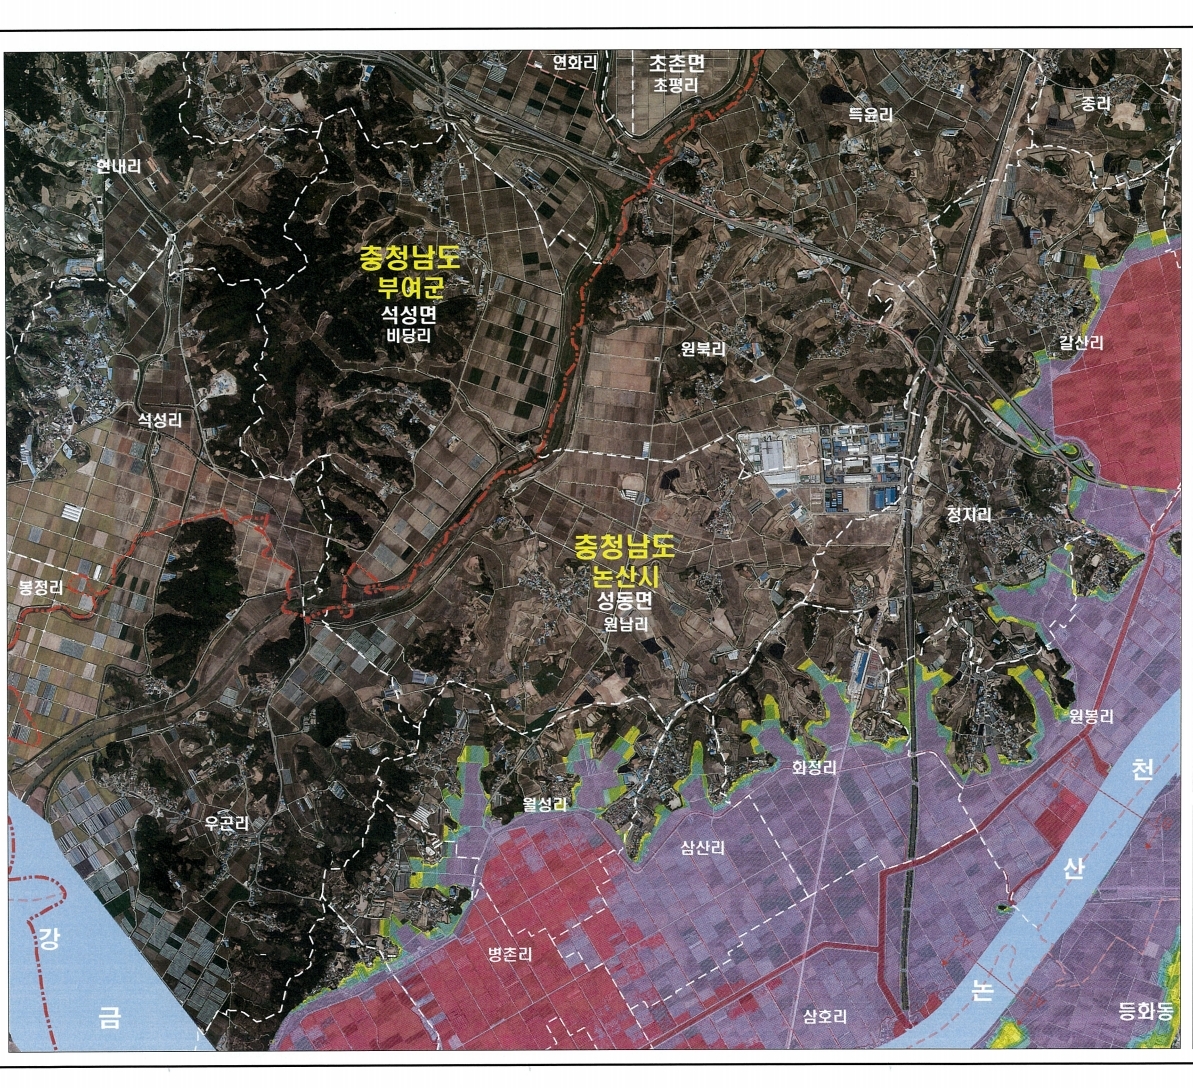 연화리
초촌면
초평리
득윤리
중리
현내리
충청남도
부여군
석성면
비당리
원북리
갈산리
석성리
정지리
충청남도
논산시
성동면
원남리
봉정리
원봉리
천
화정리
월성리
우곤리
삼산리
산
강
병촌리
논
금
삼호리
등화동